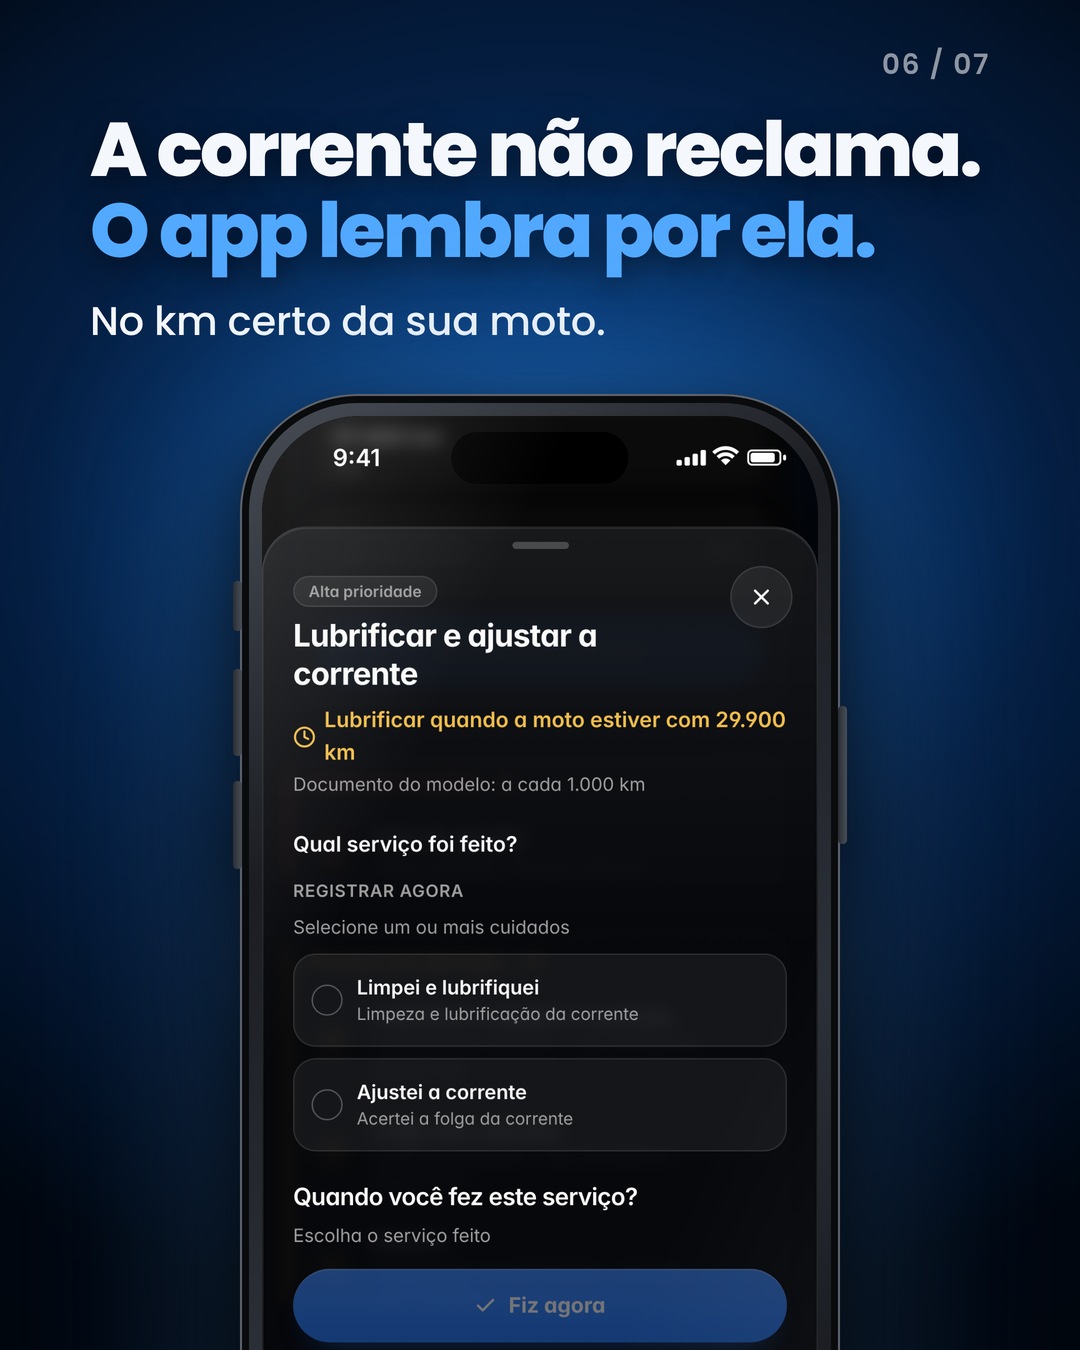 06 / 07
A corrente não reclama.
O app lembra por ela.
No km certo da sua moto.
9:41
Alta prioridade
Lubrificar e ajustar a
corrente
Lubrificar quando a moto estiver com 29.900
km
Documento do modelo: a cada 1.000 km
Qual serviço foi feito?
REGISTRAR AGORA
Selecione um ou mais cuidados
Limpei e lubrifiquei
Limpeza e lubrificação da corrente
Ajustei a corrente
Acertei a folga da corrente
Quando você fez este serviço?
Escolha o serviço feito
Fiz agora